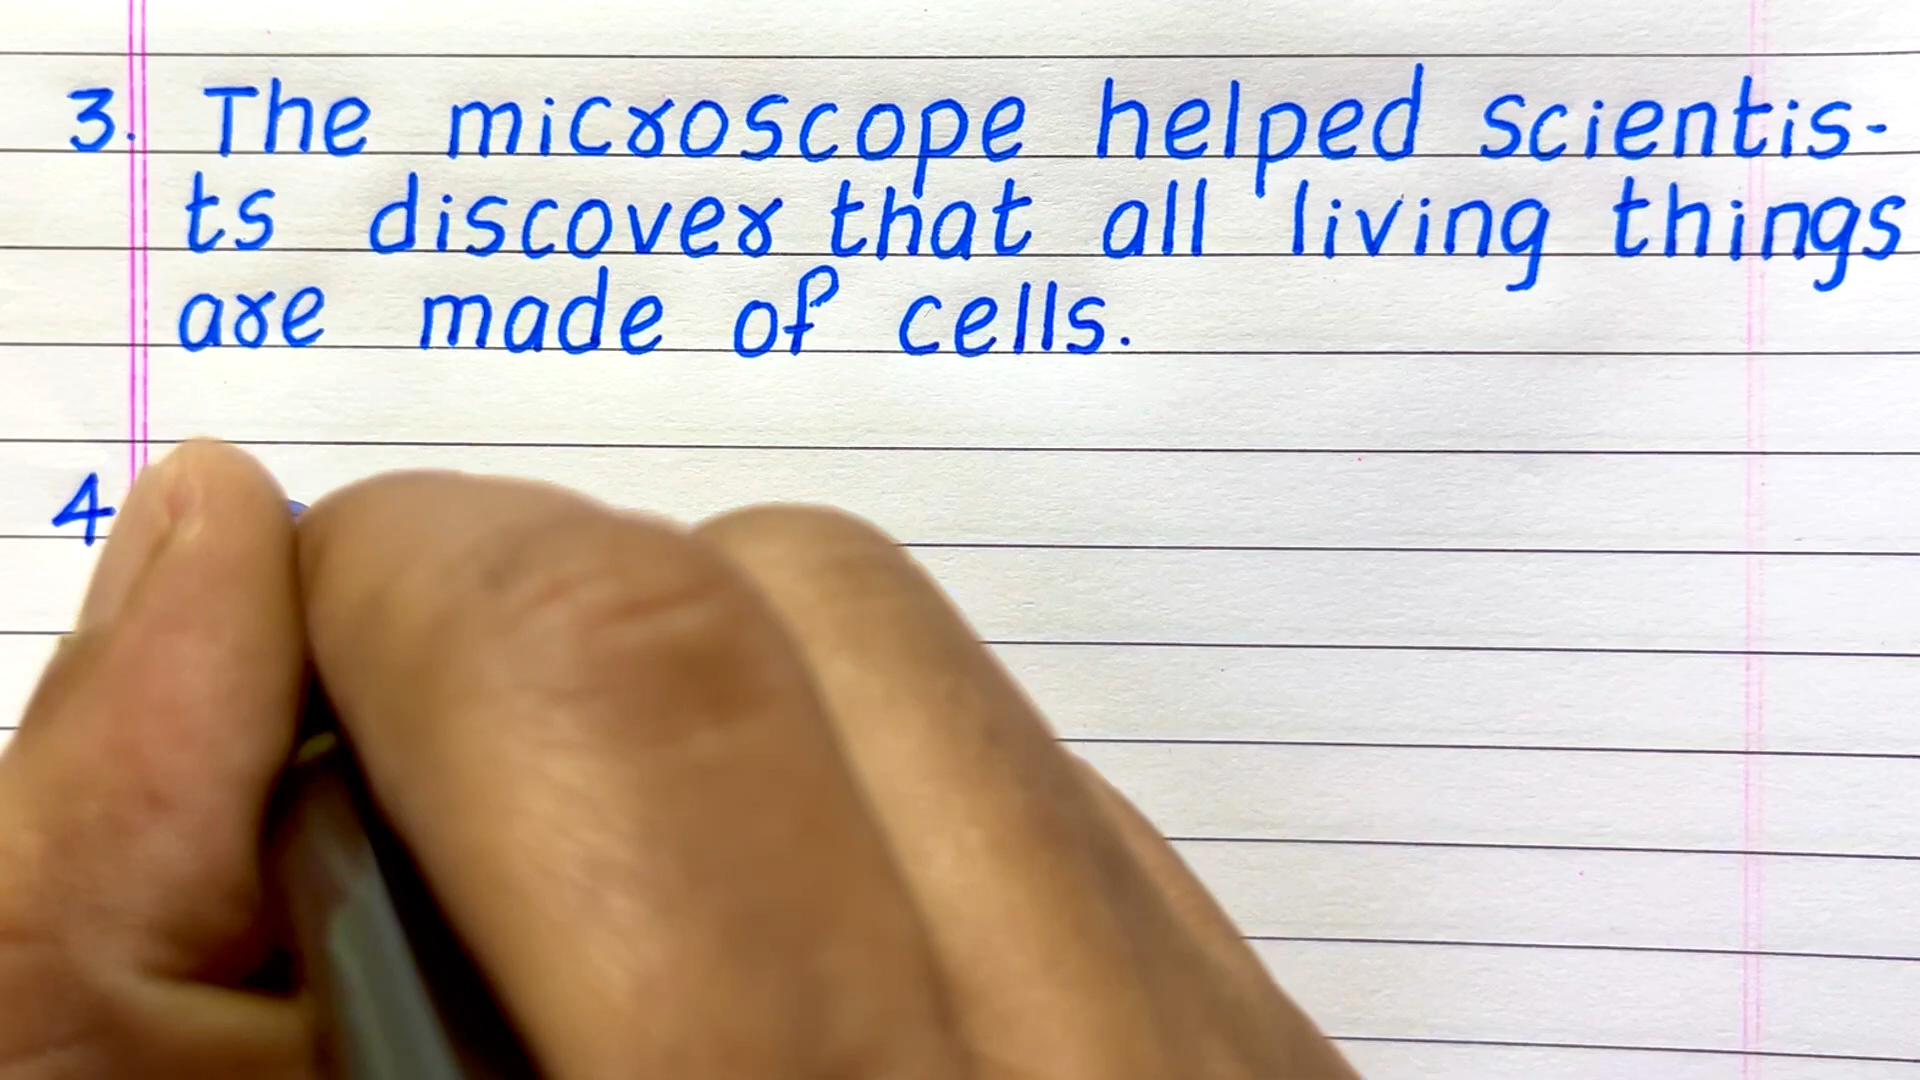 3. The microscope helped scientis-
ts discover that all living things
are made of cells.
4